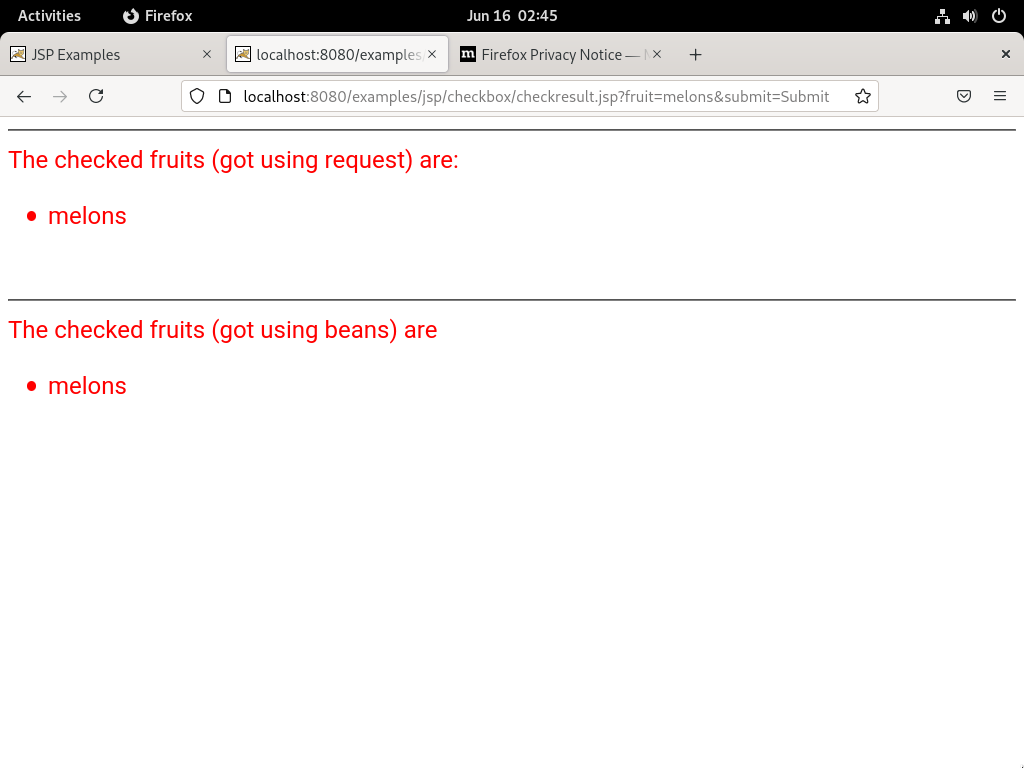 Activities
Firefox
Jun 16 02:45
JSP Examples
localhost:8080/examples
Firefox Privacy Notice —
localhost:8080/examples/jsp/checkbox/checkresult.jsp?fruit=melons&submit=Submit
The checked fruits (got using request) are:
melons
The checked fruits (got using beans) are
melons